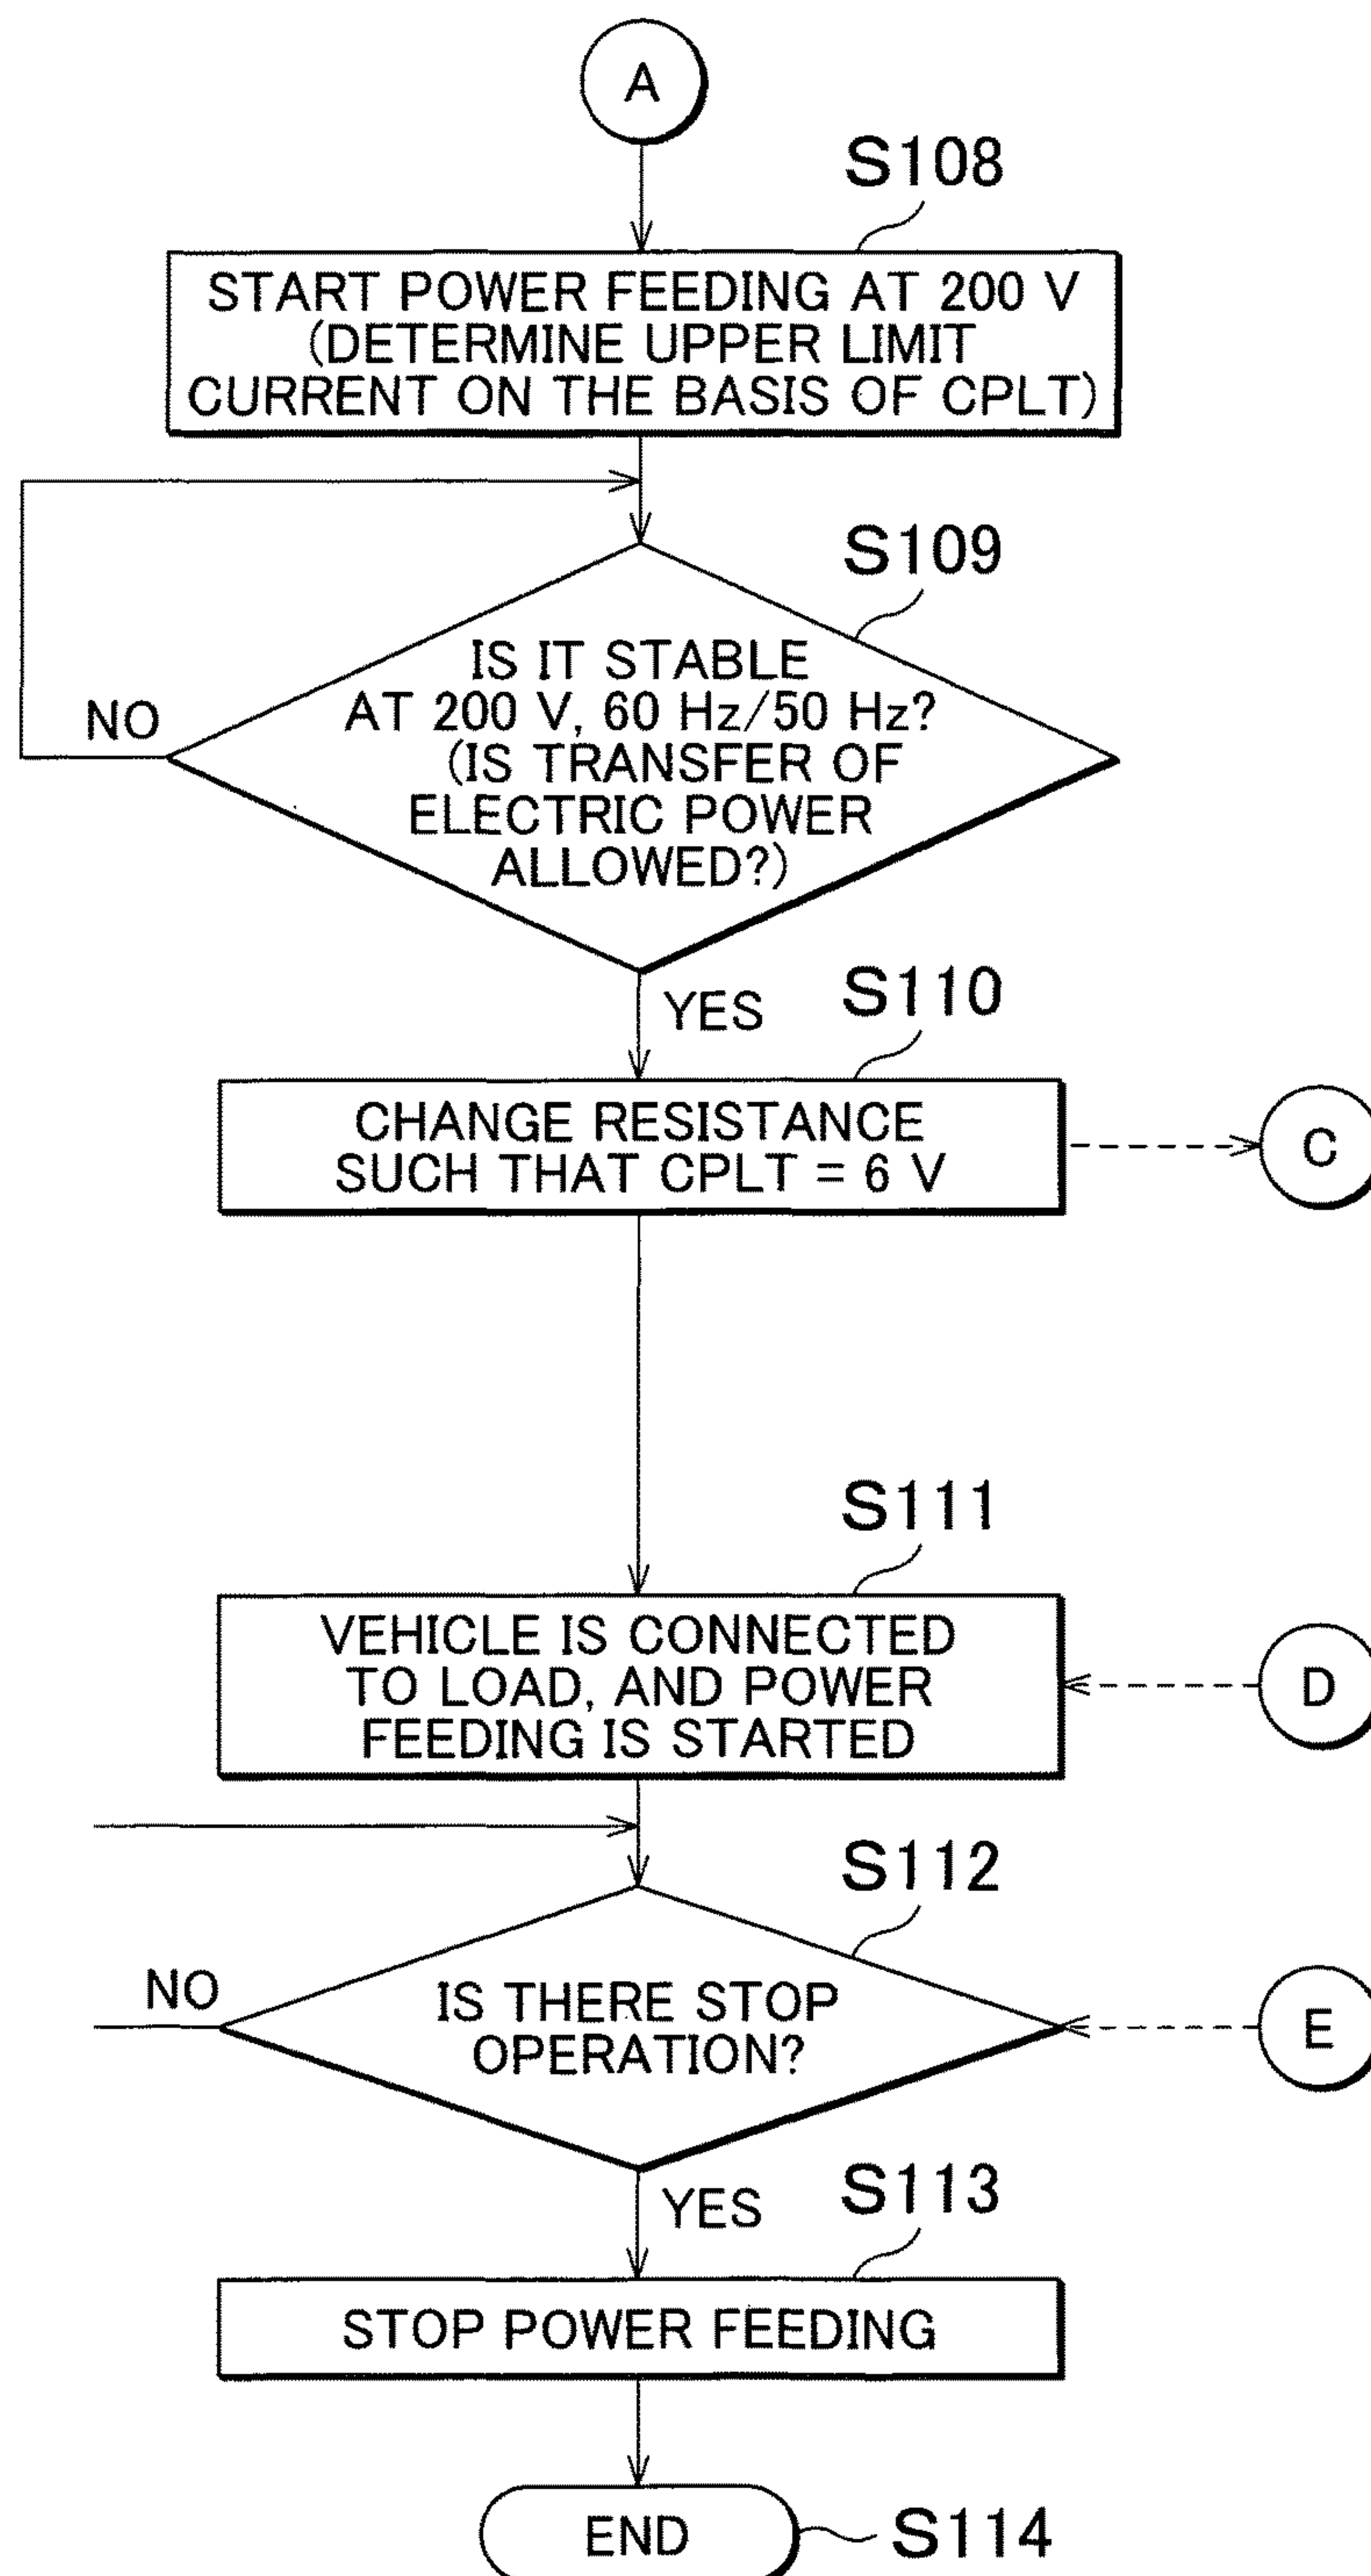 A
S108
START POWER FEEDING AT 200 V
(DETERMINE UPPER LIMIT
CURRENT ON THE BASIS OF CPLT)
S109
IS IT STABLE
AT 200 V, 60 Hz/50 Hz?
(IS TRANSFER OF
ELECTRIC POWER
ALLOWED?)
NO
YES
S110
CHANGE RESISTANCE
SUCH THAT CPLT = 6 V
C
S111
VEHICLE IS CONNECTED
TO LOAD, AND POWER
FEEDING IS STARTED
D
S112
NO
IS THERE STOP
OPERATION?
E
YES
S113
STOP POWER FEEDING
END
S114